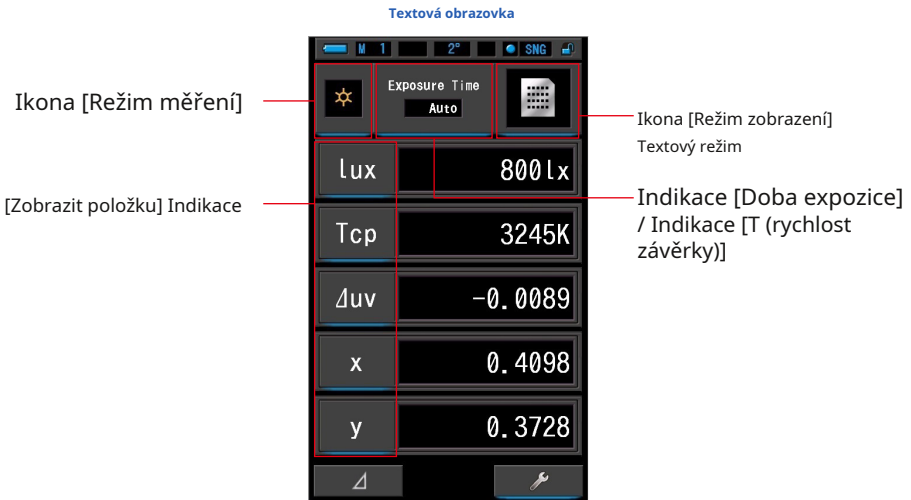 Textová obrazovka
M 1 2° SNG
Ikona [Režim měření]
Exposure Time
Auto
Ikona [Režim zobrazení]
Textový režim
[Zobrazit položku] Indikace
Indikace [Doba expozice]
/ Indikace [T (rychlost
závěrky)]
lux 800lx
Tcp 3245K
⊿uv -0.0089
x 0.4098
y 0.3728
⊿